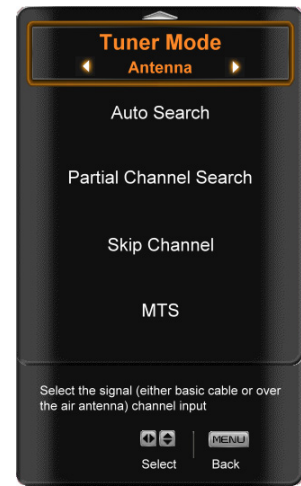 Tuner Mode
Antenna
Auto Search
Partial Channel Search
Skip Channel
MTS
Select the signal (either basic cable or over
the air antenna) channel input
MENU
Select Back